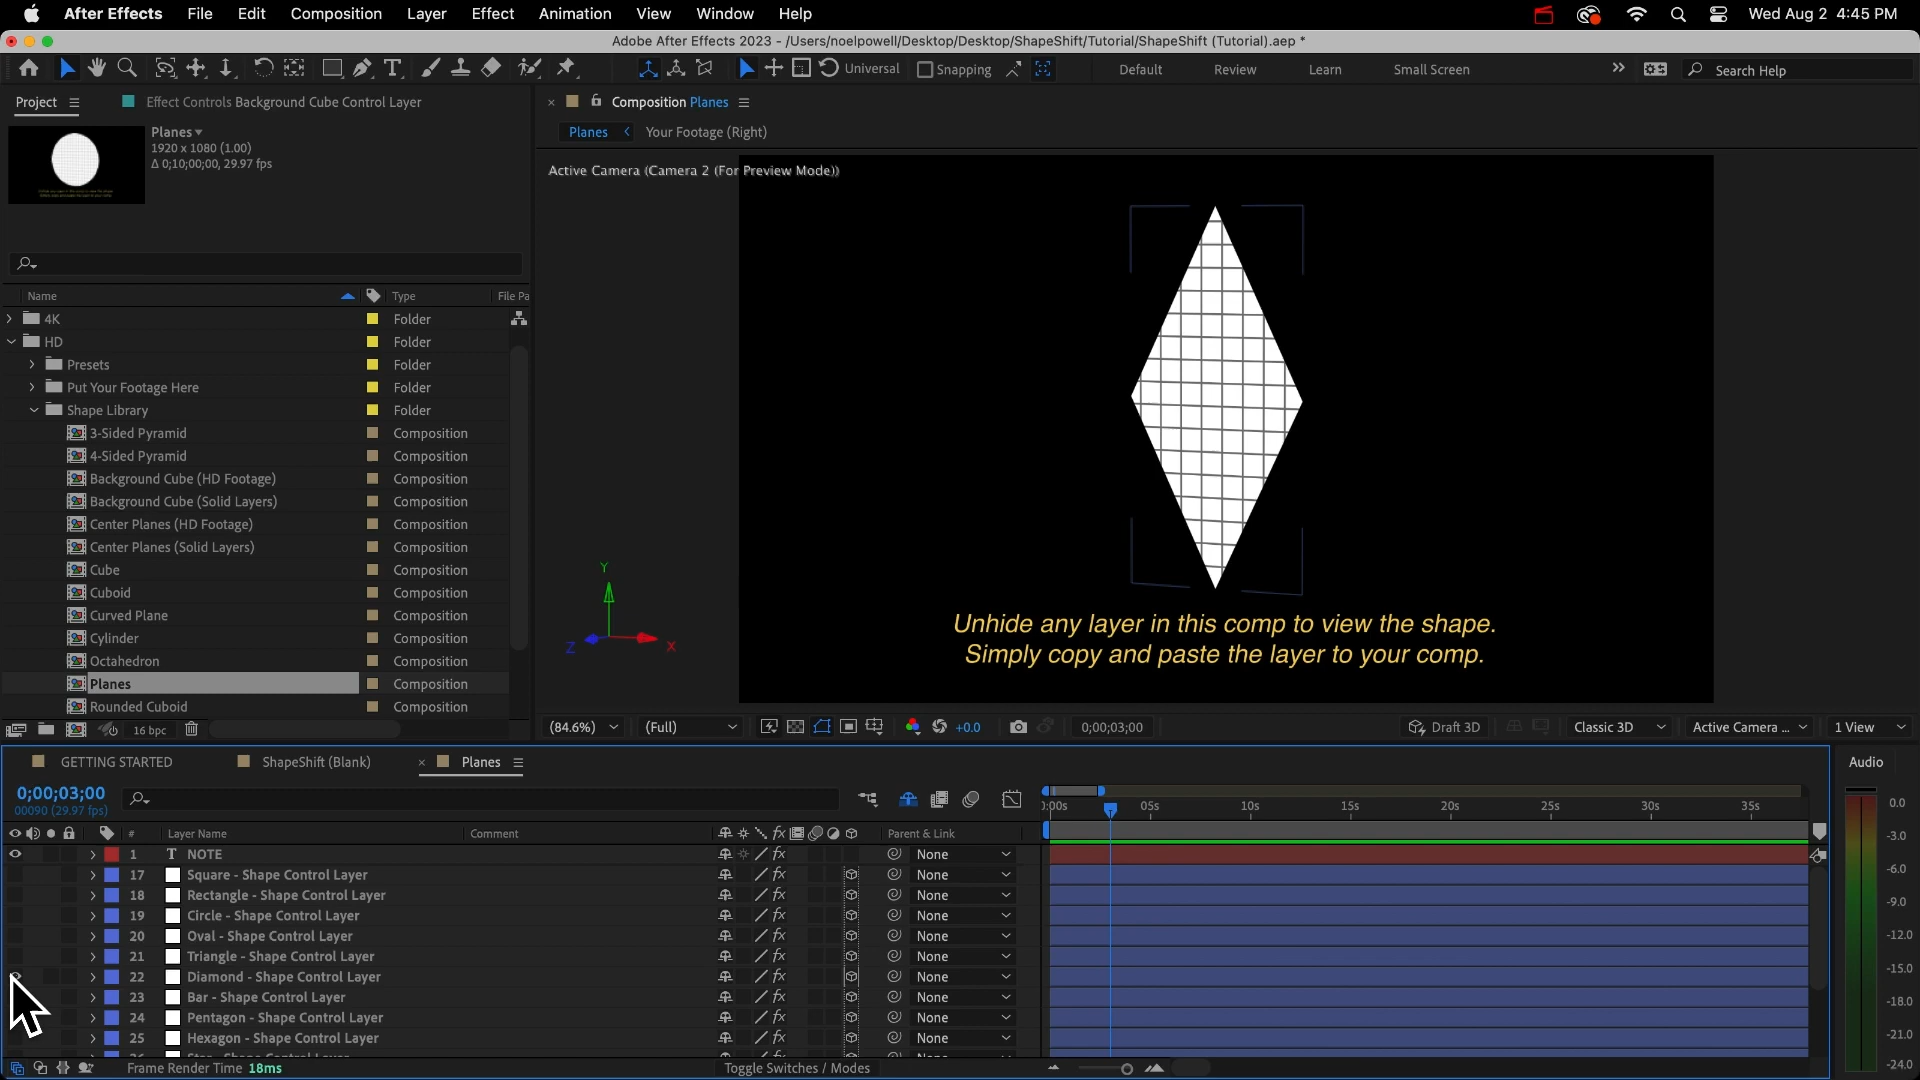 After Effects File Edit Composition Layer Effect Animation View Window Help Wed Aug 2 4:45 PM
Adobe After Effects 2023 - /Users/noelpowell/Desktop/Desktop/ShapeShift/Tutorial/ShapeShift (Tutorial).aep *
Universal Snapping Default Review Learn Small Screen Search Help
Project Effect Controls Background Cube Control Layer
Composition Planes
Planes
1920 x 1080 (1.00)
Δ 0;10;00;00, 29.97 fps
Planes Your Footage (Right)
Active Camera (Camera 2 (For Preview Mode))
Name Type File Pa
4K Folder
HD Folder
Presets Folder
Put Your Footage Here Folder
Shape Library Folder
3-Sided Pyramid Composition
4-Sided Pyramid Composition
Background Cube (HD Footage) Composition
Background Cube (Solid Layers) Composition
Center Planes (HD Footage) Composition
Center Planes (Solid Layers) Composition
Cube Composition
Cuboid Composition
Curved Plane Composition
Cylinder Composition
Octahedron Composition
Planes Composition
Rounded Cuboid Composition
16 bpc
Y
Z X
Unhide any layer in this comp to view the shape.
Simply copy and paste the layer to your comp.
(84.6%) (Full) +0.0 0;00;03;00 Draft 3D Classic 3D Active Camera ... 1 View
GETTING STARTED ShapeShift (Blank) Planes
Audio
0;00;03;00
00090 (29.97 fps)
0:00s 05s 10s 15s 20s 25s 30s 35s
# Layer Name Comment fx Parent & Link
1 T NOTE fx None
17 Square - Shape Control Layer fx None
18 Rectangle - Shape Control Layer fx None
19 Circle - Shape Control Layer fx None
20 Oval - Shape Control Layer fx None
21 Triangle - Shape Control Layer fx None
22 Diamond - Shape Control Layer fx None
23 Bar - Shape Control Layer fx None
24 Pentagon - Shape Control Layer fx None
25 Hexagon - Shape Control Layer fx None
Frame Render Time 18ms Toggle Switches / Modes
0.0
-3.0
-6.0
-9.0
-12.0
-15.0
-18.0
-21.0
-24.0